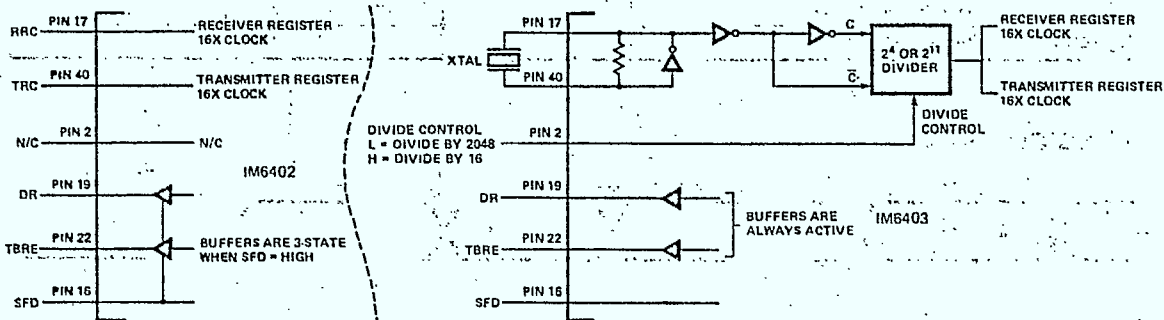 RRC PIN 17 RECEIVER REGISTER
16X CLOCK
TRC PIN 40 TRANSMITTER REGISTER
16X CLOCK
N/C PIN 2 N/C
IM6402
DR PIN 19
TBRE PIN 22 BUFFERS ARE 3-STATE
WHEN SFD = HIGH
SFD PIN 16
PIN 17
XTAL
PIN 40
C
C̅
2⁴ OR 2¹¹
DIVIDER
RECEIVER REGISTER
16X CLOCK
TRANSMITTER REGISTER
16X CLOCK
DIVIDE
CONTROL
DIVIDE CONTROL
L = DIVIDE BY 2048
H = DIVIDE BY 16
PIN 2
DR PIN 19
BUFFERS ARE
ALWAYS ACTIVE
IM6403
TBRE PIN 22
SFD PIN 16